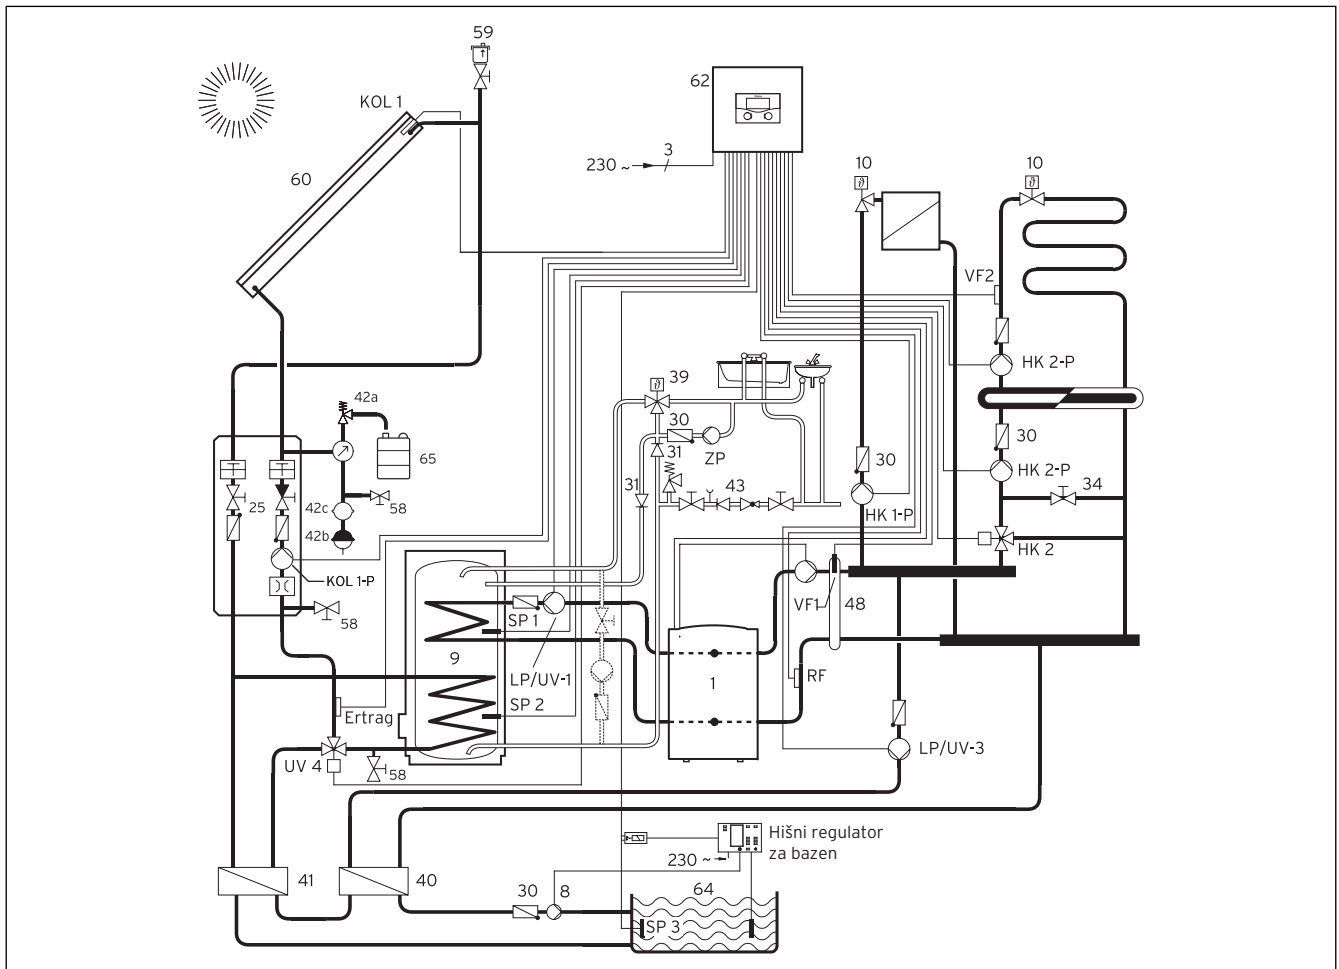 59
62
KOL 1
3
230 ~
10
10
60
VF2
HK 2-P
39
42a
30
ZP
31
30
30
65
HK 2-P
31
43
34
25
42c
58
HK 1-P
42b
HK 2
KOL 1-P
VF1
48
58
SP 1
9
LP/UV-1
1
RF
SP 2
Ertrag
LP/UV-3
UV 4
58
Hišni regulator
za bazen
230 ~
41
40
30
8
64
SP 3